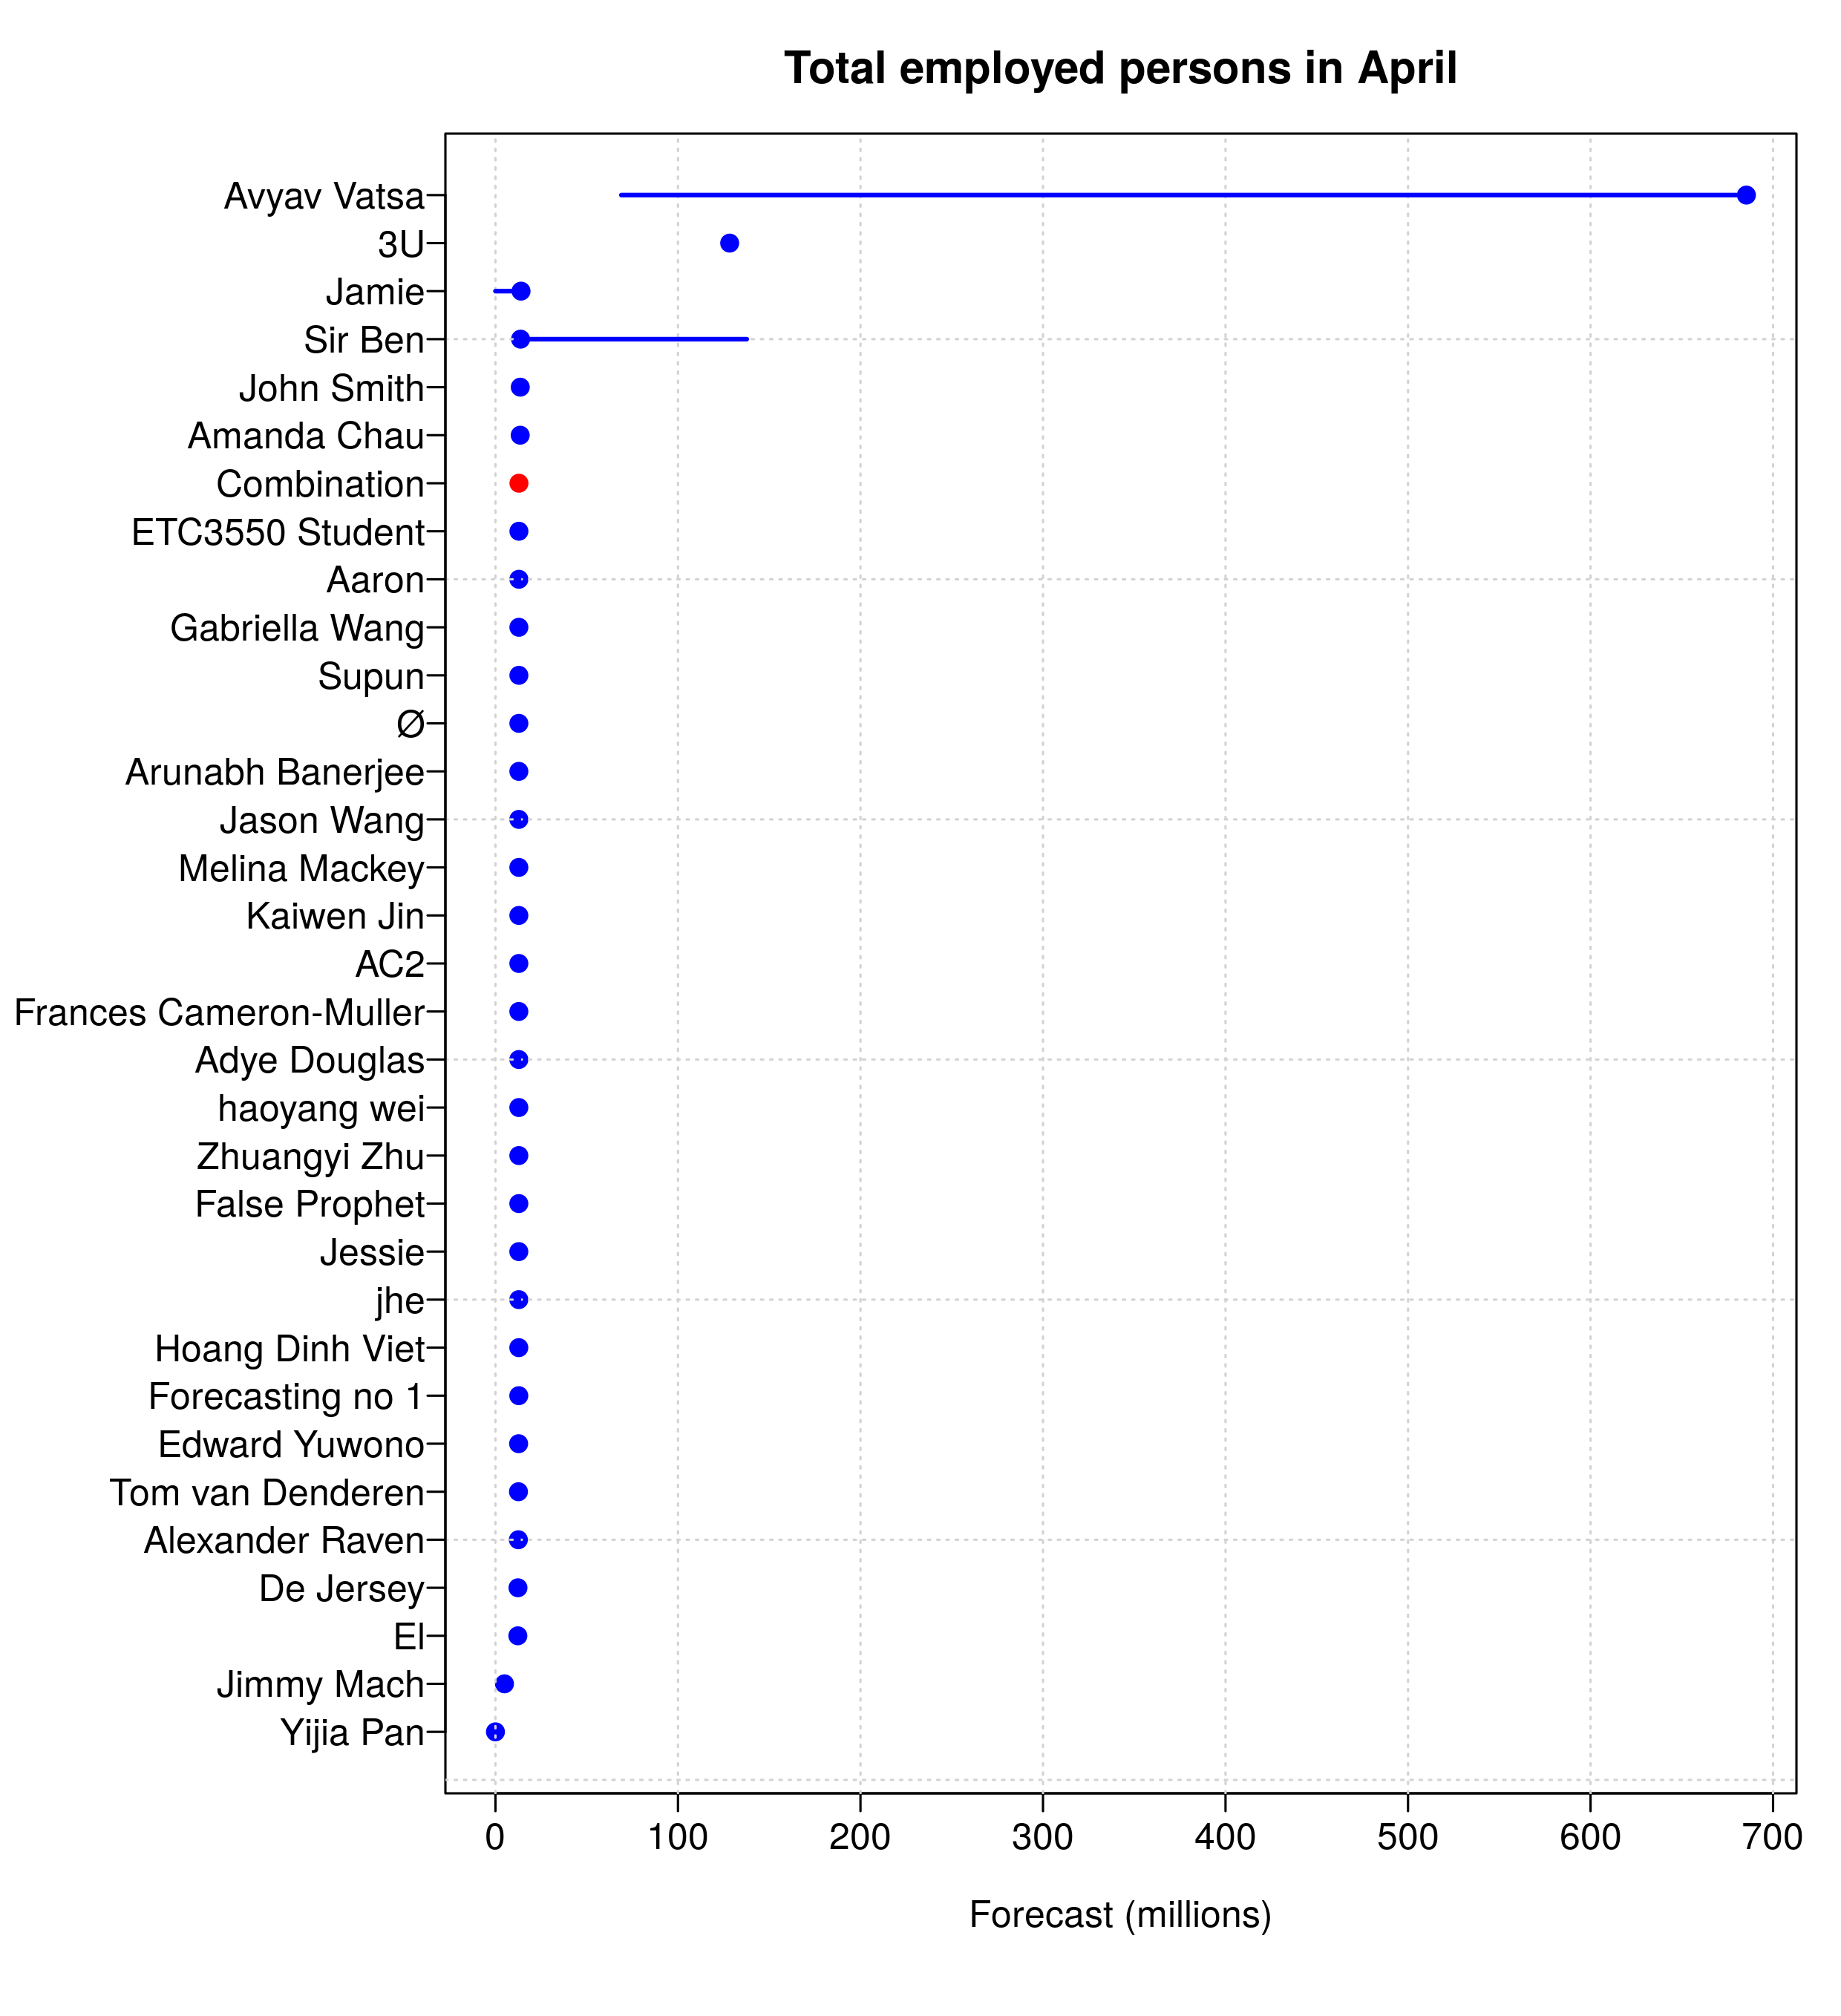 Total employed persons in April
Avyav Vatsa
3U
Jamie
Sir Ben
John Smith
Amanda Chau
Combination
ETC3550 Student
Aaron
Gabriella Wang
Supun
Ø
Arunabh Banerjee
Jason Wang
Melina Mackey
Kaiwen Jin
AC2
Frances Cameron-Muller
Adye Douglas
haoyang wei
Zhuangyi Zhu
False Prophet
Jessie
jhe
Hoang Dinh Viet
Forecasting no 1
Edward Yuwono
Tom van Denderen
Alexander Raven
De Jersey
El
Jimmy Mach
Yijia Pan
0 100 200 300 400 500 600 700
Forecast (millions)